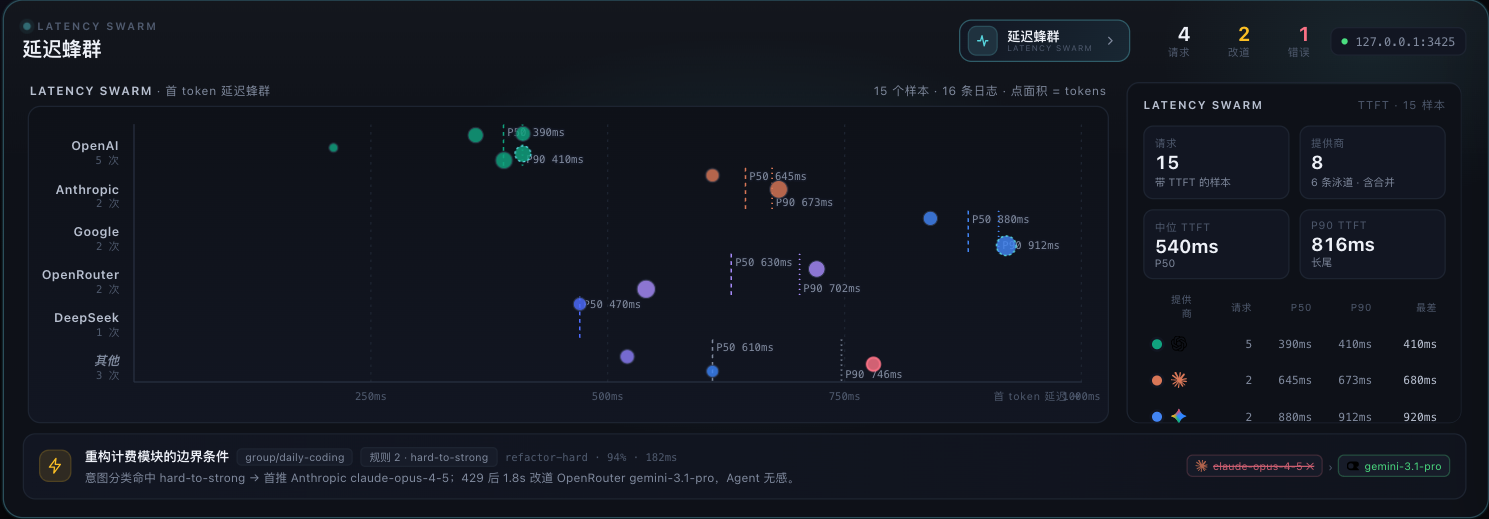 LATENCY SWARM
延迟蜂群
延迟蜂群
LATENCY SWARM
4
请求
2
改道
1
错误
127.0.0.1:3425
LATENCY SWARM · 首 token 延迟蜂群
15 个样本 · 16 条日志 · 点面积 = tokens
OpenAI
5 次
P50 390ms
P90 410ms
Anthropic
2 次
P50 645ms
P90 673ms
Google
2 次
P50 880ms
P90 912ms
OpenRouter
2 次
P50 630ms
P90 702ms
DeepSeek
1 次
P50 470ms
其他
3 次
P50 610ms
P90 746ms
250ms
500ms
750ms
首 token 延迟
1000ms
LATENCY SWARM
TTFT · 15 样本
请求
15
带 TTFT 的样本
提供商
8
6 条泳道 · 含合并
中位 TTFT
540ms
P50
P90 TTFT
816ms
长尾
提供商 请求 P50 P90 最差
5 390ms 410ms 410ms
2 645ms 673ms 680ms
2 880ms 912ms 920ms
重构计费模块的边界条件 group/daily-coding 规则 2 · hard-to-strong refactor-hard · 94% · 182ms
意图分类命中 hard-to-strong → 首推 Anthropic claude-opus-4-5；429 后 1.8s 改道 OpenRouter gemini-3.1-pro，Agent 无感。
claude-opus-4-5 ✕ › gemini-3.1-pro